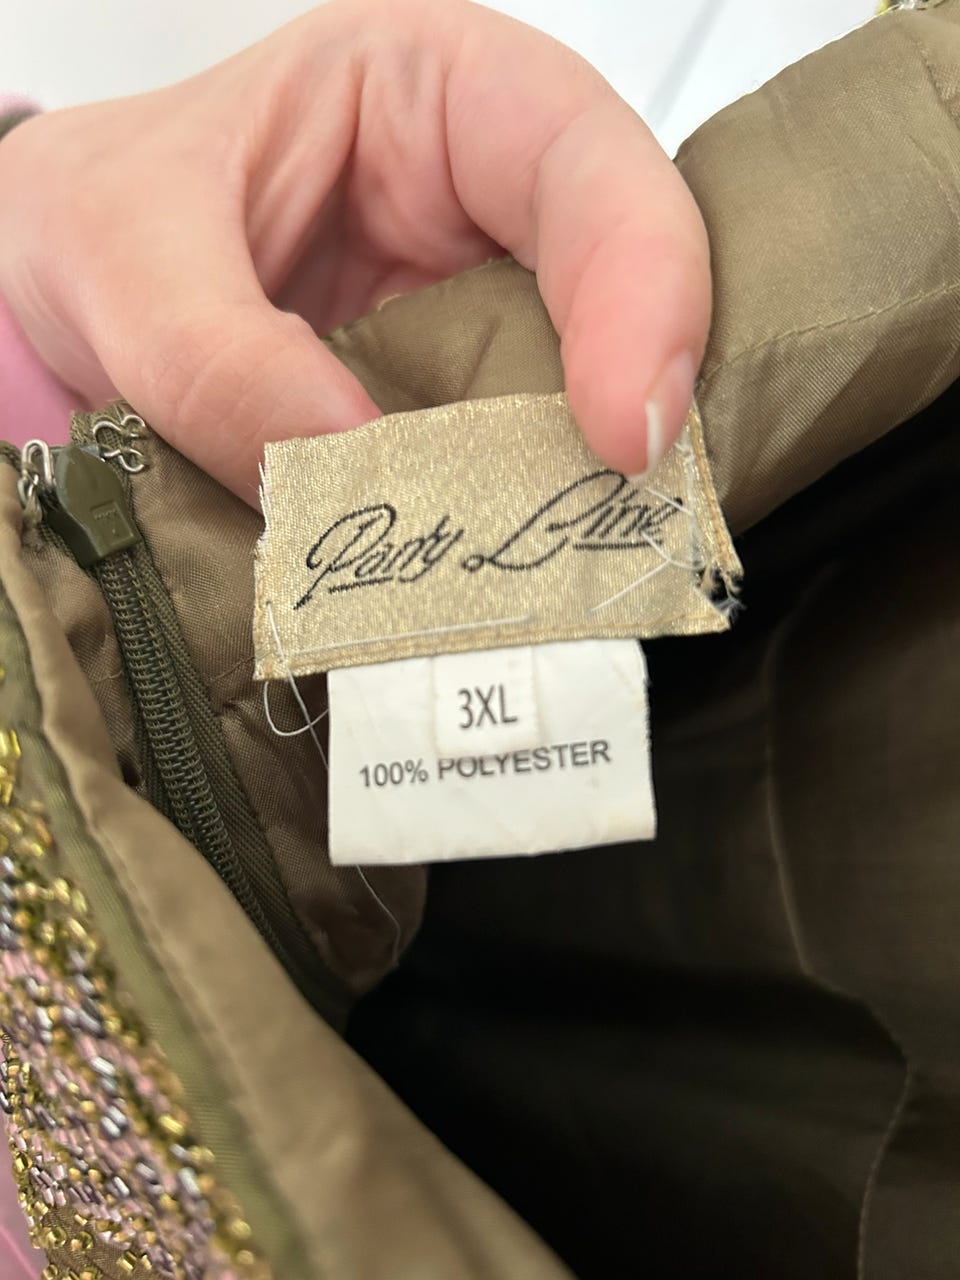 Party Line
3XL
100% POLYESTER